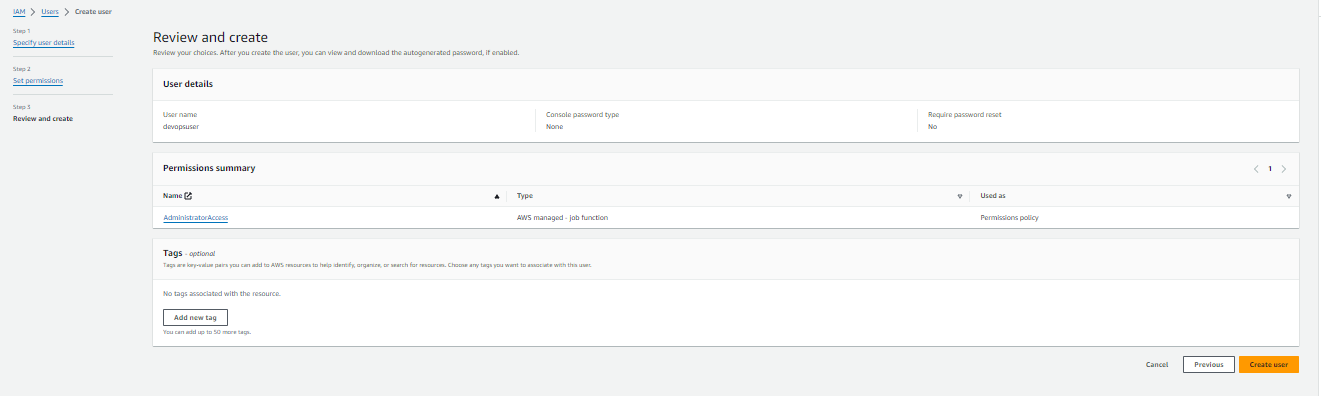 IAM > Users > Create user
Step 1
Specify user details
Step 2
Set permissions
Step 3
Review and create
Review and create
Review your choices. After you create the user, you can view and download the autogenerated password, if enabled.
User details
User name
devopsuser
Console password type
None
Require password reset
No
Permissions summary
1
Name Type Used as
AdministratorAccess AWS managed - job function Permissions policy
Tags - optional
Tags are key-value pairs you can add to AWS resources to help identify, organize, or search for resources. Choose any tags you want to associate with this user.
No tags associated with the resource.
Add new tag
You can add up to 50 more tags.
Cancel Previous Create user